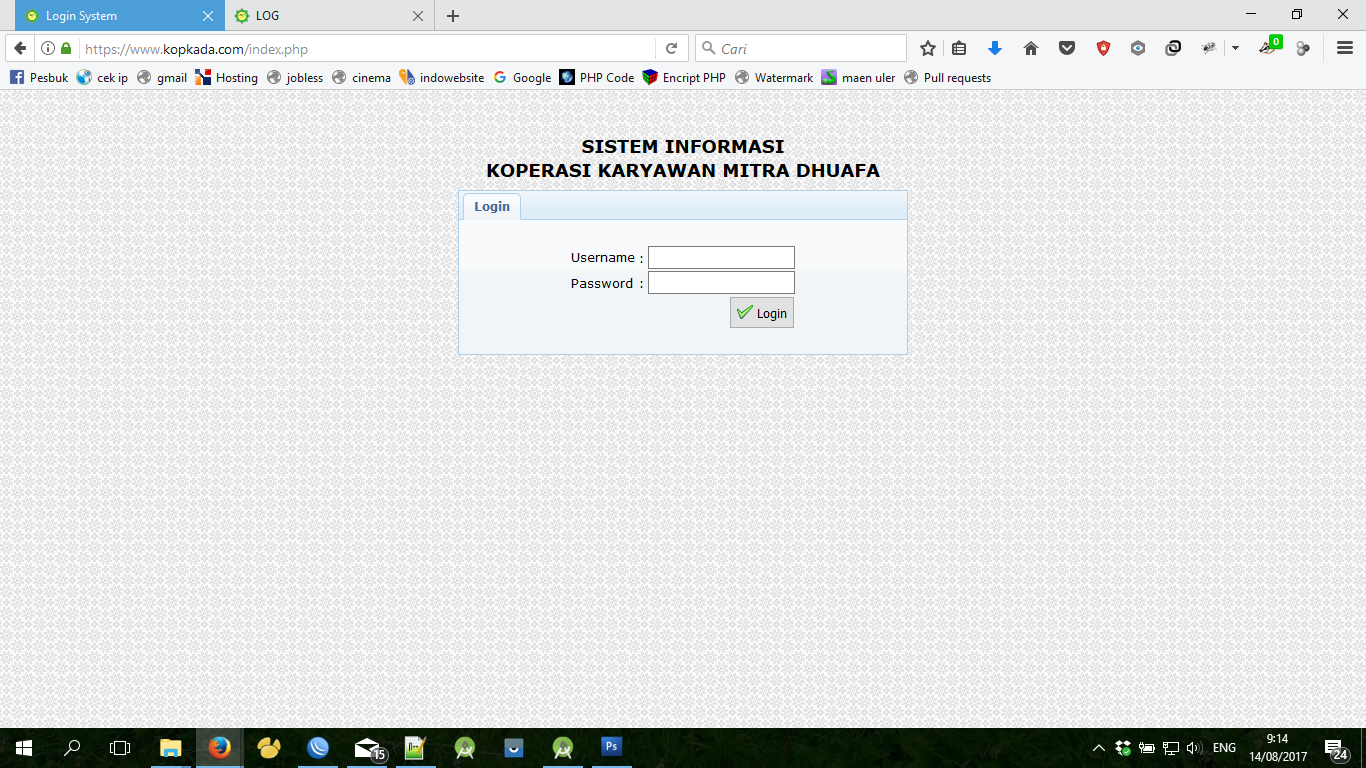 Login System
LOG
https://www.kopkada.com/index.php
Cari
0
Pesbuk
cek ip
gmail
Hosting
jobless
cinema
indowebsite
Google
PHP Code
Encript PHP
Watermark
maen uler
Pull requests
SISTEM INFORMASI
KOPERASI KARYAWAN MITRA DHUAFA
Login
Username :
Password :
Login
15
Ps
ENG
9:14
14/08/2017
24